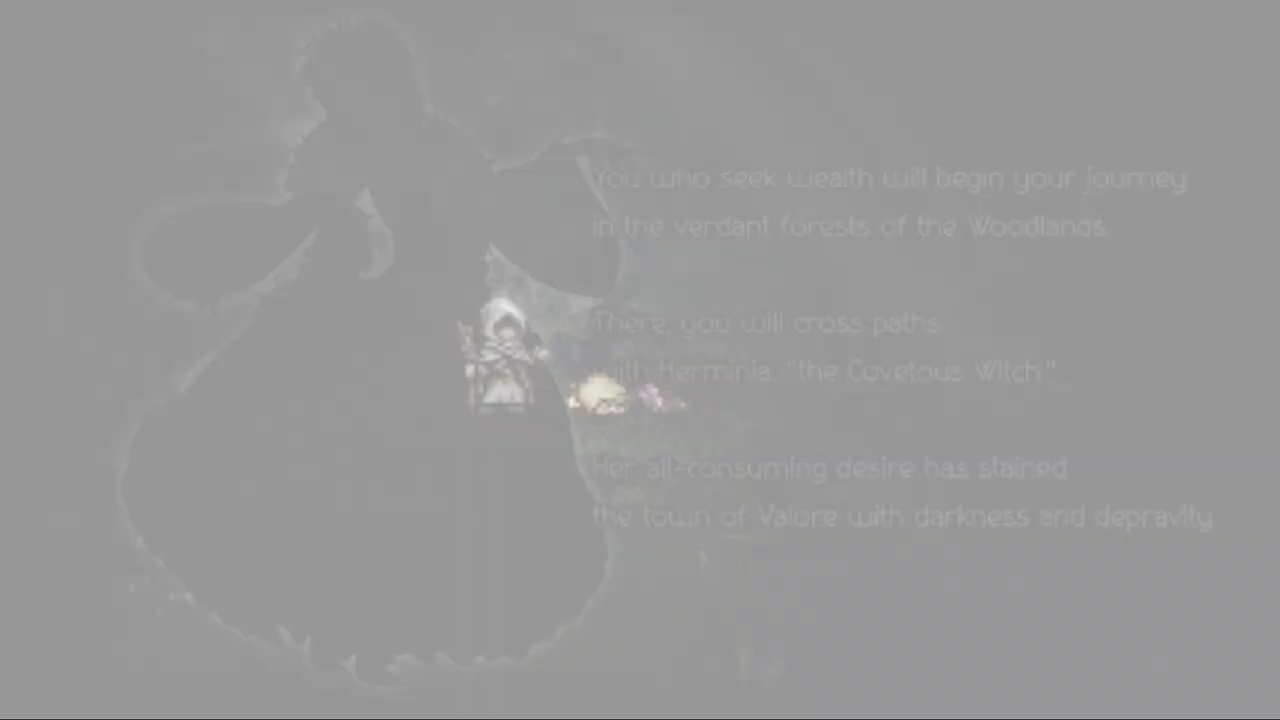 You who seek wealth will begin your journey
in the verdant forests of the Woodlands.
There, you will cross paths
with Herminia, "the Covetous Witch".
Her all-consuming desire has stained
the town of Valore with darkness and depravity.